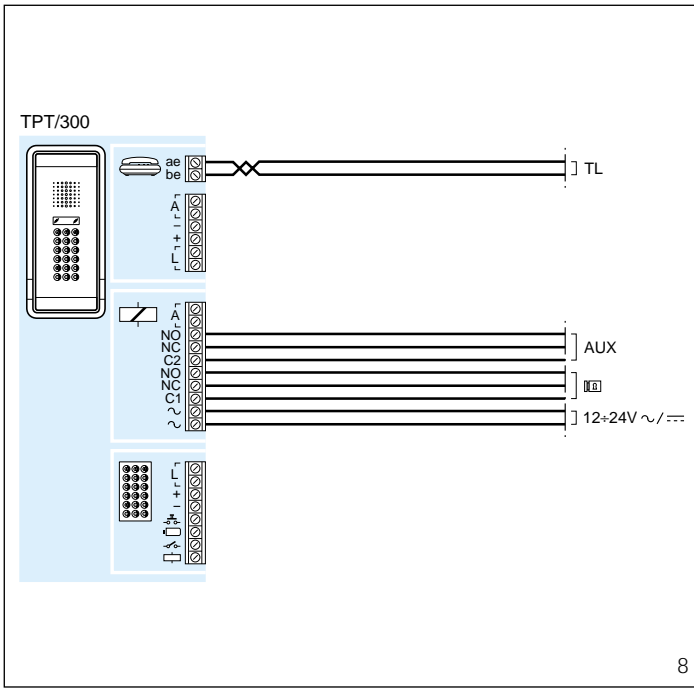 TPT/300
ae
be
TL
A
–
+
L
A
NO
NC
C2
AUX
NO
NC
C1
12÷24V ~/⎓
~
~
L
+
–
8